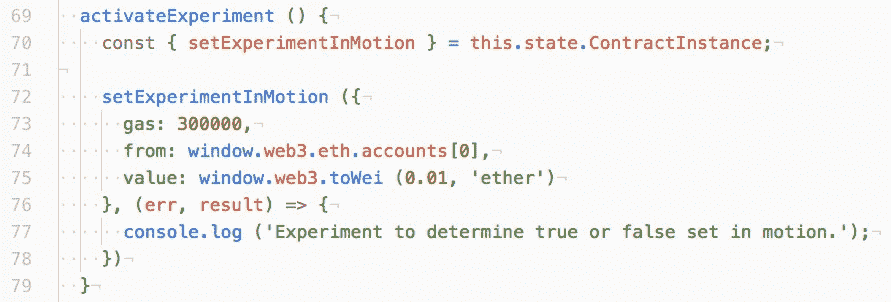 69 activateExperiment () {¬
70 const { setExperimentInMotion } = this.state.ContractInstance;¬
71 ¬
72 setExperimentInMotion ({¬
73 gas: 300000,¬
74 from: window.web3.eth.accounts[0],¬
75 value: window.web3.toWei (0.01, 'ether')¬
76 }, (err, result) => {¬
77 console.log ('Experiment to determine true or false set in motion.');¬
78 })¬
79 }¬